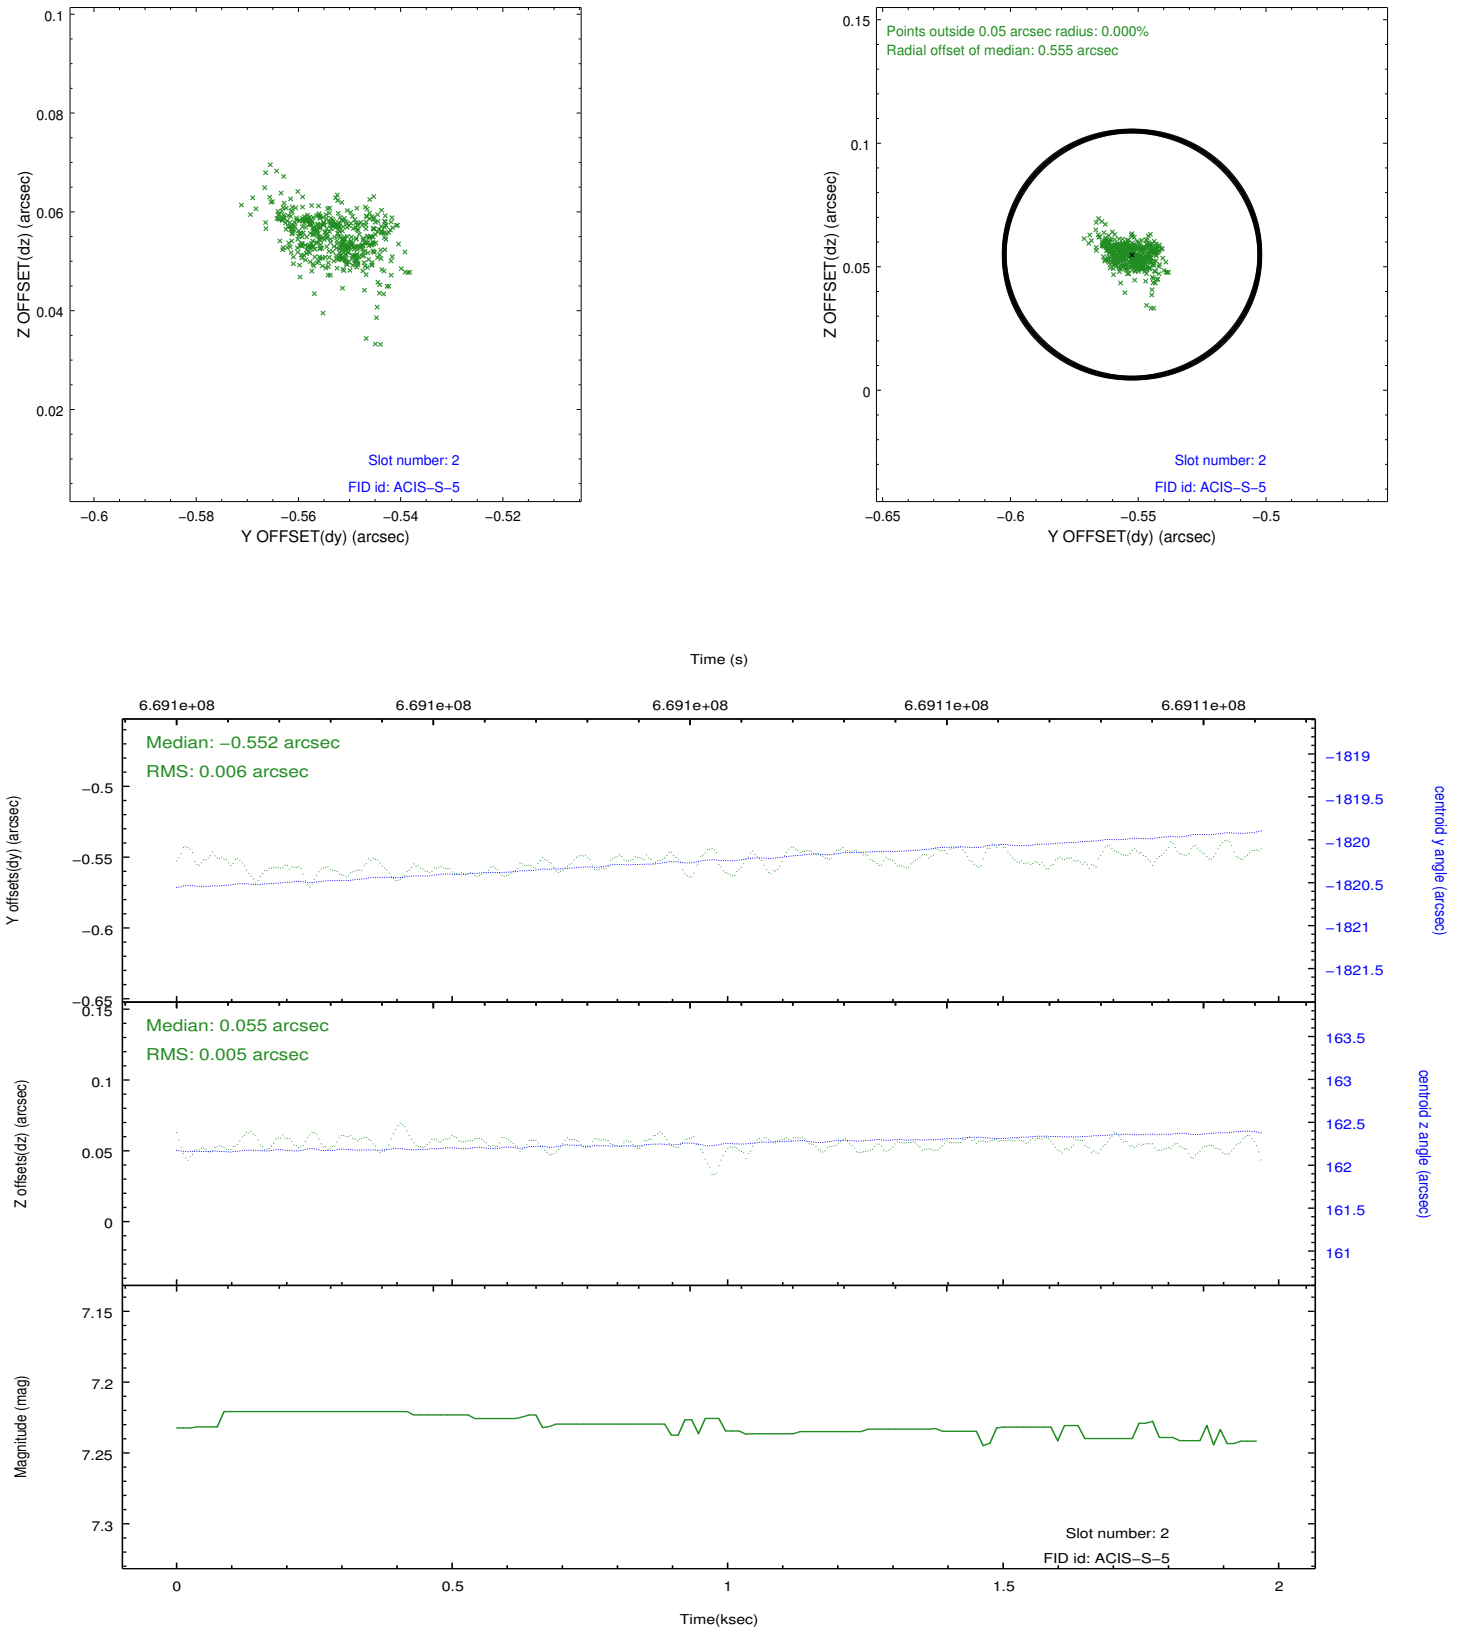 0.1
0.08
0.06
0.04
0.02
Z OFFSET(dz) (arcsec)
Slot number: 2
FID id: ACIS−S−5
−0.6 −0.58 −0.56 −0.54 −0.52
Y OFFSET(dy) (arcsec)
Points outside 0.05 arcsec radius: 0.000%
Radial offset of median: 0.555 arcsec
0.15
0.1
0.05
0
Z OFFSET(dz) (arcsec)
Slot number: 2
FID id: ACIS−S−5
−0.65 −0.6 −0.55 −0.5
Y OFFSET(dy) (arcsec)
Time (s)
6.691e+08 6.691e+08 6.691e+08 6.6911e+08 6.6911e+08
Median: −0.552 arcsec
RMS: 0.006 arcsec
−0.5
−0.55
−0.6
−0.65
Y offsets(dy) (arcsec)
−1819
−1819.5
−1820
−1820.5
−1821
−1821.5
centroid y angle (arcsec)
Median: 0.055 arcsec
RMS: 0.005 arcsec
0.15
0.1
0.05
0
Z offsets(dz) (arcsec)
163.5
163
162.5
162
161.5
161
centroid z angle (arcsec)
7.15
7.2
7.25
7.3
Magnitude (mag)
Slot number: 2
FID id: ACIS−S−5
0 0.5 1 1.5 2
Time(ksec)